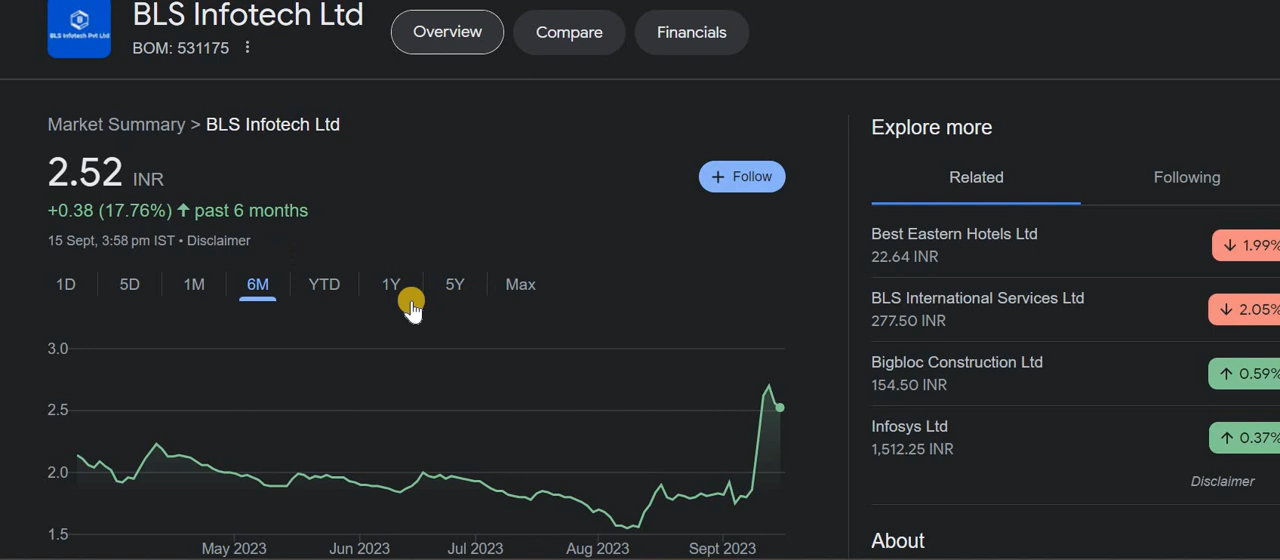 BLS Infotech Ltd
BLS Infotech Pvt Ltd
BOM: 531175
Overview
Compare
Financials
Market Summary > BLS Infotech Ltd
2.52 INR
+0.38 (17.76%) ↑ past 6 months
15 Sept, 3:58 pm IST • Disclaimer
+ Follow
1D 5D 1M 6M YTD 1Y 5Y Max
3.0
2.5
2.0
1.5
May 2023 Jun 2023 Jul 2023 Aug 2023 Sept 2023
Explore more
Related Following
Best Eastern Hotels Ltd
22.64 INR
↓ 1.99%
BLS International Services Ltd
277.50 INR
↓ 2.05%
Bigbloc Construction Ltd
154.50 INR
↑ 0.59%
Infosys Ltd
1,512.25 INR
↑ 0.37%
Disclaimer
About